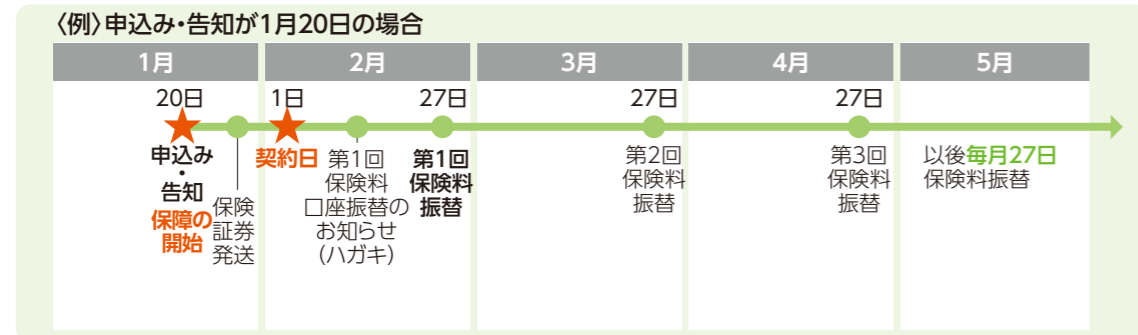 〈例〉申込み・告知が1月20日の場合
1月
2月
3月
4月
5月
20日
1日
27日
27日
27日
申込み
・
告知
保障の
開始
保険
証券
発送
契約日
第1回
保険料
口座振替の
お知らせ
(ハガキ)
第1回
保険料
振替
第2回
保険料
振替
第3回
保険料
振替
以後毎月27日
保険料振替